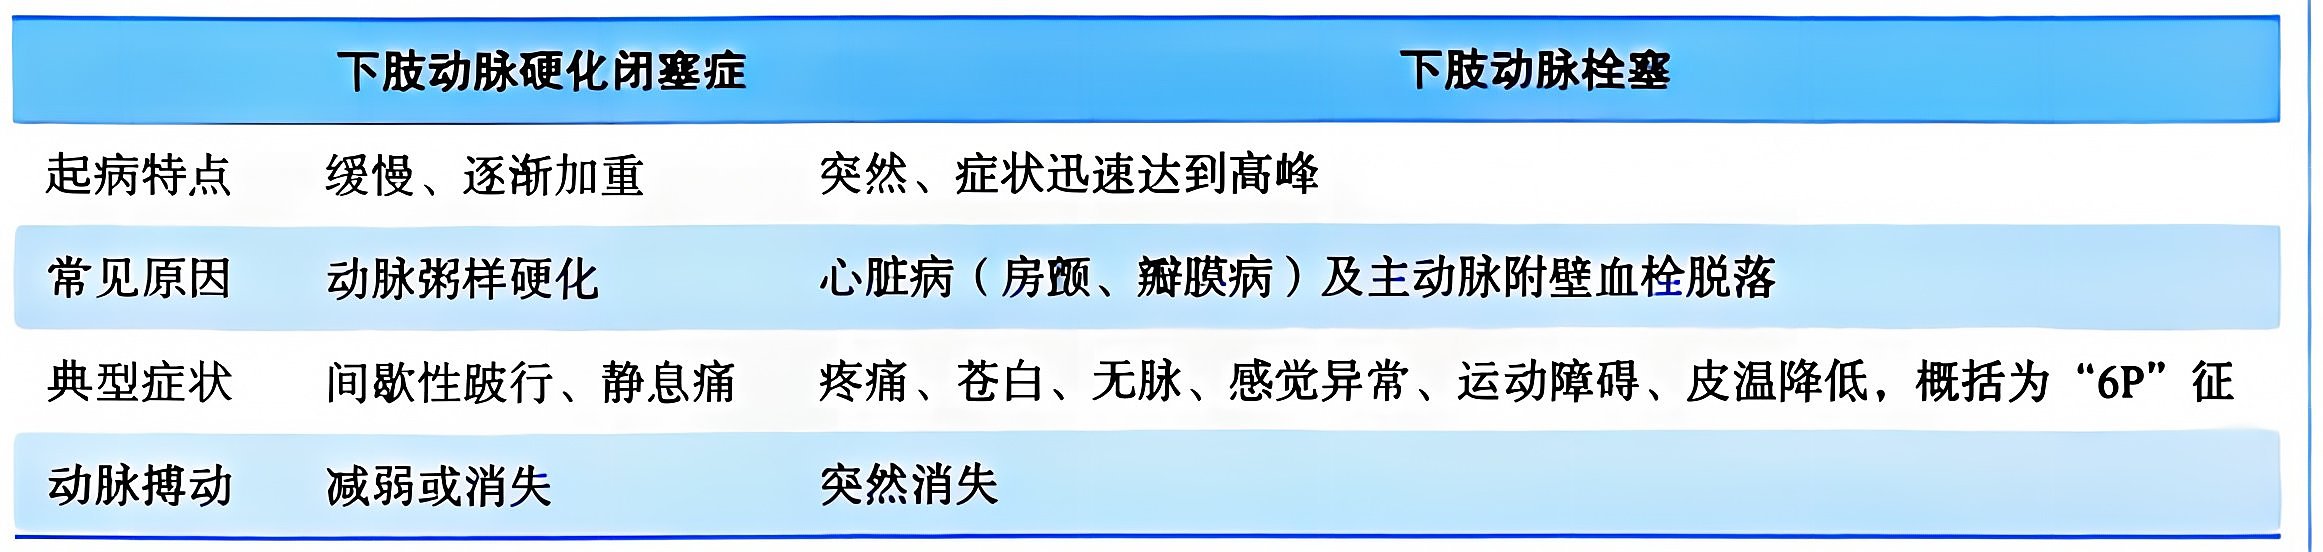 下肢动脉硬化闭塞症 下肢动脉栓塞
起病特点 缓慢、逐渐加重 突然、症状迅速达到高峰
常见原因 动脉粥样硬化 心脏病（房颤、瓣膜病）及主动脉附壁血栓脱落
典型症状 间歇性跛行、静息痛 疼痛、苍白、无脉、感觉异常、运动障碍、皮温降低，概括为“6P”征
动脉搏动 减弱或消失 突然消失